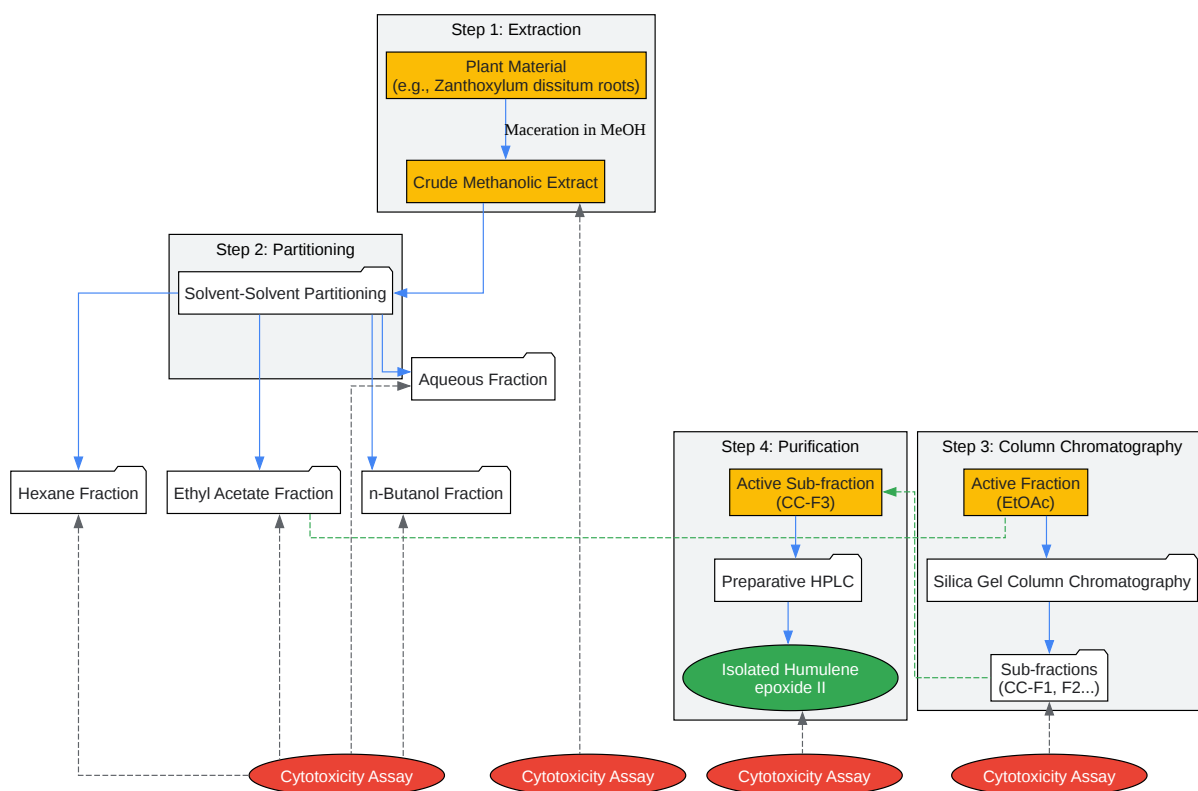 Step 1: Extraction
Plant Material
(e.g., Zanthoxylum dissitum roots)
Maceration in MeOH
Crude Methanolic Extract
Step 2: Partitioning
Solvent-Solvent Partitioning
Aqueous Fraction
Hexane Fraction
Ethyl Acetate Fraction
n-Butanol Fraction
Step 4: Purification
Active Sub-fraction
(CC-F3)
Preparative HPLC
Isolated Humulene
epoxide II
Step 3: Column Chromatography
Active Fraction
(EtOAc)
Silica Gel Column Chromatography
Sub-fractions
(CC-F1, F2...)
Cytotoxicity Assay
Cytotoxicity Assay
Cytotoxicity Assay
Cytotoxicity Assay